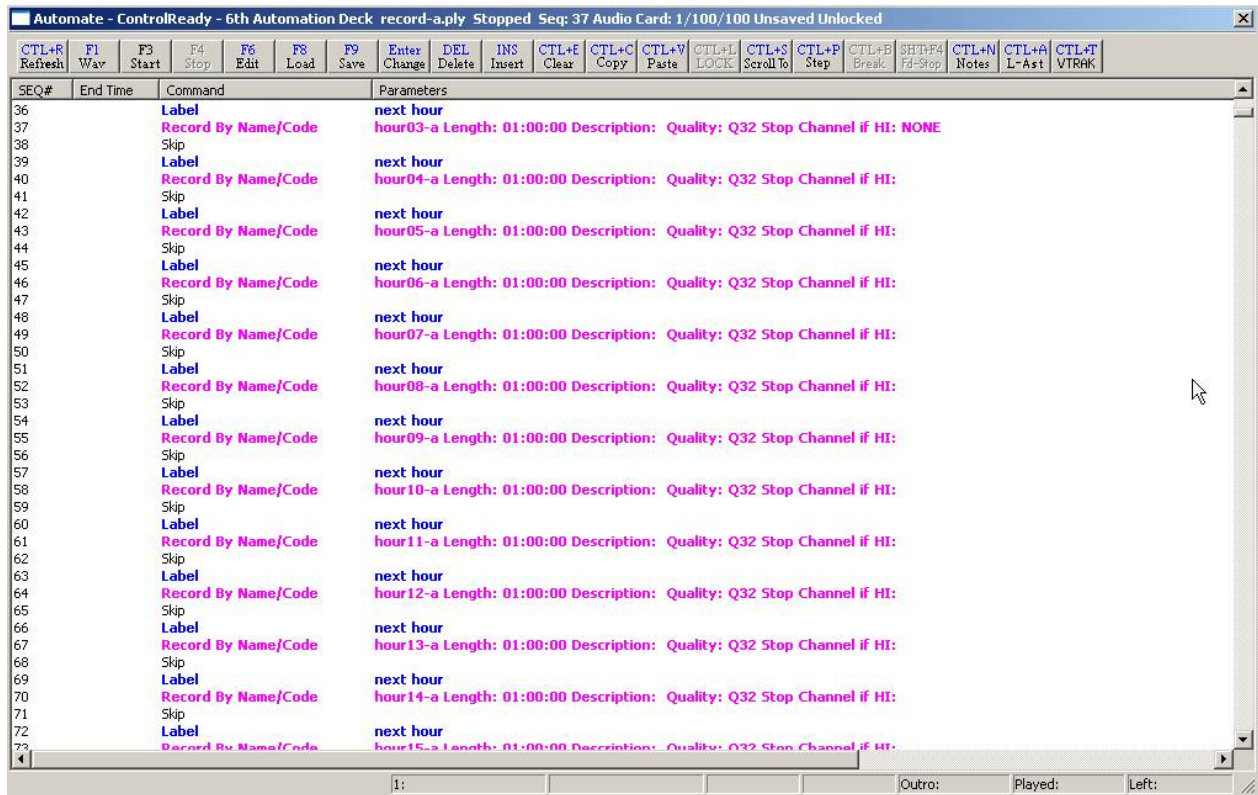 Automate - ControlReady - 6th Automation Deck record-a.ply Stopped Seq: 37 Audio Card: 1/100/100 Unsaved Unlocked
CTL+R F1 F3 F4 F6 F8 F9 Enter DEL INS CTL+E CTL+C CTL+V CTL+L CTL+S CTL+P CTL+B SHT+F4 CTL+N CTL+A CTL+T
Refresh Wav Start Stop Edit Load Save Change Delete Insert Clear Copy Paste LOCK Scroll To Step Break Fd-Stop Notes L-Ast VTRAK
SEQ# End Time Command Parameters
36 Label next hour
37 Record By Name/Code hour03-a Length: 01:00:00 Description: Quality: Q32 Stop Channel if HI: NONE
38 Skip
39 Label next hour
40 Record By Name/Code hour04-a Length: 01:00:00 Description: Quality: Q32 Stop Channel if HI:
41 Skip
42 Label next hour
43 Record By Name/Code hour05-a Length: 01:00:00 Description: Quality: Q32 Stop Channel if HI:
44 Skip
45 Label next hour
46 Record By Name/Code hour06-a Length: 01:00:00 Description: Quality: Q32 Stop Channel if HI:
47 Skip
48 Label next hour
49 Record By Name/Code hour07-a Length: 01:00:00 Description: Quality: Q32 Stop Channel if HI:
50 Skip
51 Label next hour
52 Record By Name/Code hour08-a Length: 01:00:00 Description: Quality: Q32 Stop Channel if HI:
53 Skip
54 Label next hour
55 Record By Name/Code hour09-a Length: 01:00:00 Description: Quality: Q32 Stop Channel if HI:
56 Skip
57 Label next hour
58 Record By Name/Code hour10-a Length: 01:00:00 Description: Quality: Q32 Stop Channel if HI:
59 Skip
60 Label next hour
61 Record By Name/Code hour11-a Length: 01:00:00 Description: Quality: Q32 Stop Channel if HI:
62 Skip
63 Label next hour
64 Record By Name/Code hour12-a Length: 01:00:00 Description: Quality: Q32 Stop Channel if HI:
65 Skip
66 Label next hour
67 Record By Name/Code hour13-a Length: 01:00:00 Description: Quality: Q32 Stop Channel if HI:
68 Skip
69 Label next hour
70 Record By Name/Code hour14-a Length: 01:00:00 Description: Quality: Q32 Stop Channel if HI:
71 Skip
72 Label next hour
73 Record By Name/Code hour15-a Length: 01:00:00 Description: Quality: Q32 Stop Channel if HI:
1: Outro: Played: Left: